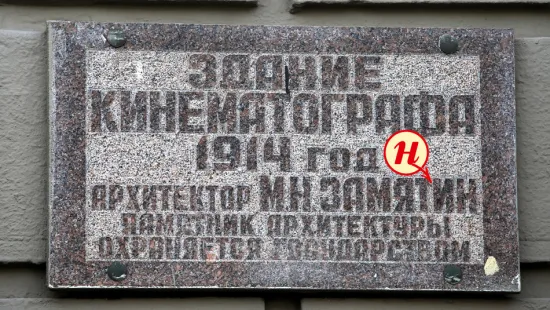 ЗДАНИЕ
КИНЕМАТОГРАФА
1914 год
АРХИТЕКТОР М.Н. ЗАМЯТИН
ПАМЯТНИК АРХИТЕКТУРЫ
ОХРАНЯЕТСЯ ГОСУДАРСТВОМ
Н